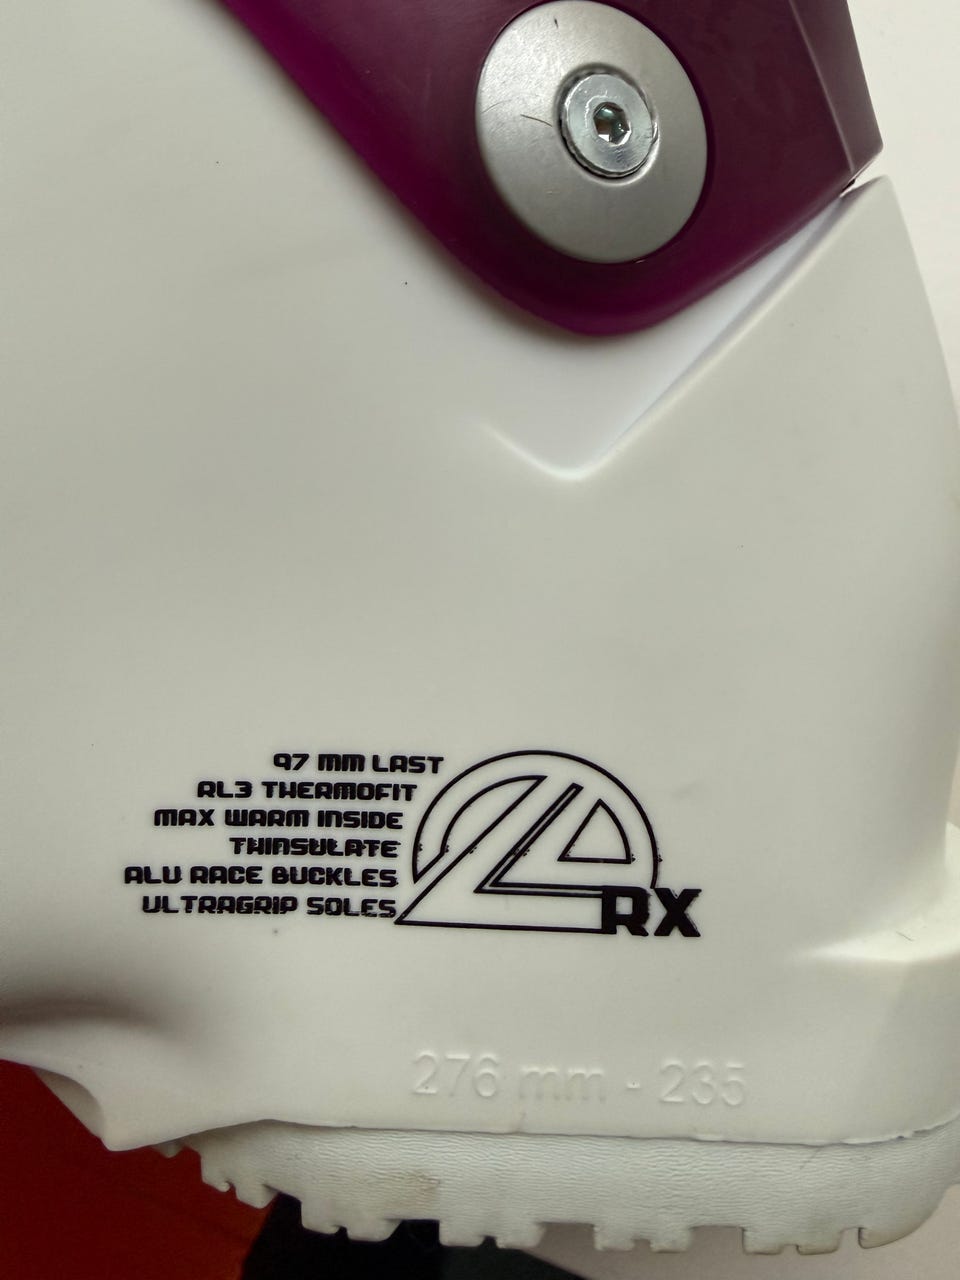 97 MM LAST
RL3 THERMOFIT
MAX WARM INSIDE
THINSULATE
ALU RACE BUCKLES
ULTRAGRIP SOLES
RX
276 mm - 235